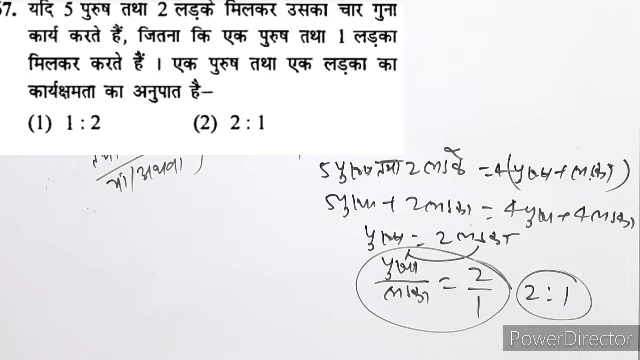 57. यदि 5 पुरुष तथा 2 लड़के मिलकर उसका चार गुना
कार्य करते हैं, जितना कि एक पुरुष तथा 1 लड़का
मिलकर करते हैं । एक पुरुष तथा एक लड़का का
कार्यक्षमता का अनुपात है–
(1) 1 : 2 (2) 2 : 1
5 पुरुष तथा 2 लड़के = 4(पुरुष + लड़का)
5 पुरुष + 2 लड़का = 4 पुरुष + 4 लड़का
पुरुष = 2 लड़का
पुरुष
लड़का = 2
1
2 : 1
PowerDirector